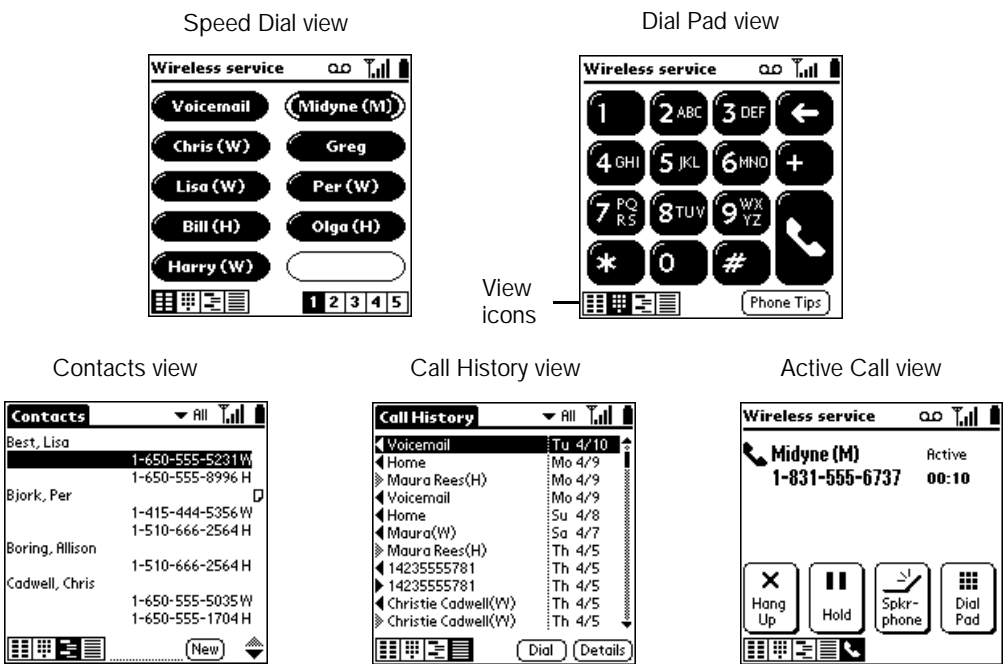 Speed Dial view
Wireless service
Voicemail Midyne (M)
Chris (W) Greg
Lisa (W) Per (W)
Bill (H) Olga (H)
Harry (W)
1 2 3 4 5
Dial Pad view
Wireless service
1 2 ABC 3 DEF
4 GHI 5 JKL 6 MNO +
7 PQRS 8 TUV 9 WXYZ
* 0 #
Phone Tips
View
icons
Contacts view
Contacts All
Best, Lisa
1-650-555-5231 W
1-650-555-8996 H
Bjork, Per
1-415-444-5356 W
1-510-666-2564 H
Boring, Allison
1-510-666-2564 H
Cadwell, Chris
1-650-555-5035 W
1-650-555-1704 H
New
Call History view
Call History All
Voicemail Tu 4/10
Home Mo 4/9
Maura Rees(H) Mo 4/9
Voicemail Mo 4/9
Home Su 4/8
Maura(W) Sa 4/7
Maura Rees(H) Th 4/5
14235555781 Th 4/5
14235555781 Th 4/5
Christie Cadwell(W) Th 4/5
Christie Cadwell(W) Th 4/5
Dial Details
Active Call view
Wireless service
Midyne (M) Active
1-831-555-6737 00:10
Hang Up
Hold
Spkr-phone
Dial Pad